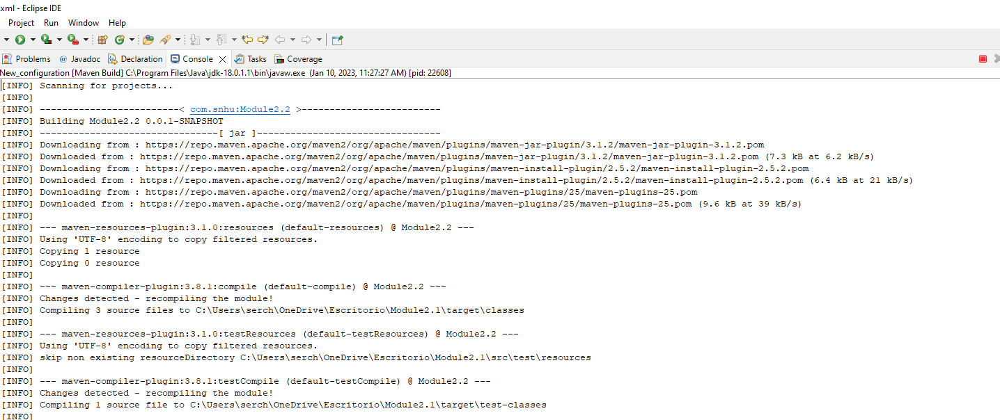 xml - Eclipse IDE
Project Run Window Help
Problems @ Javadoc Declaration Console Tasks Coverage
New_configuration [Maven Build] C:\Program Files\Java\jdk-18.0.1.1\bin\javaw.exe (Jan 10, 2023, 11:27:27 AM) [pid: 22608]
[INFO] Scanning for projects...
[INFO]
[INFO] -------------------------< com.snhu:Module2.2 >-------------------------
[INFO] Building Module2.2 0.0.1-SNAPSHOT
[INFO] --------------------------------[ jar ]---------------------------------
[INFO] Downloading from : https://repo.maven.apache.org/maven2/org/apache/maven/plugins/maven-jar-plugin/3.1.2/maven-jar-plugin-3.1.2.pom
[INFO] Downloaded from : https://repo.maven.apache.org/maven2/org/apache/maven/plugins/maven-jar-plugin/3.1.2/maven-jar-plugin-3.1.2.pom (7.3 kB at 6.2 kB/s)
[INFO] Downloading from : https://repo.maven.apache.org/maven2/org/apache/maven/plugins/maven-install-plugin/2.5.2/maven-install-plugin-2.5.2.pom
[INFO] Downloaded from : https://repo.maven.apache.org/maven2/org/apache/maven/plugins/maven-install-plugin/2.5.2/maven-install-plugin-2.5.2.pom (6.4 kB at 21 kB/s)
[INFO] Downloading from : https://repo.maven.apache.org/maven2/org/apache/maven/plugins/maven-plugins/25/maven-plugins-25.pom
[INFO] Downloaded from : https://repo.maven.apache.org/maven2/org/apache/maven/plugins/maven-plugins/25/maven-plugins-25.pom (9.6 kB at 39 kB/s)
[INFO]
[INFO] --- maven-resources-plugin:3.1.0:resources (default-resources) @ Module2.2 ---
[INFO] Using 'UTF-8' encoding to copy filtered resources.
[INFO] Copying 1 resource
[INFO] Copying 0 resource
[INFO]
[INFO] --- maven-compiler-plugin:3.8.1:compile (default-compile) @ Module2.2 ---
[INFO] Changes detected - recompiling the module!
[INFO] Compiling 3 source files to C:\Users\serch\OneDrive\Escritorio\Module2.1\target\classes
[INFO]
[INFO] --- maven-resources-plugin:3.1.0:testResources (default-testResources) @ Module2.2 ---
[INFO] Using 'UTF-8' encoding to copy filtered resources.
[INFO] skip non existing resourceDirectory C:\Users\serch\OneDrive\Escritorio\Module2.1\src\test\resources
[INFO]
[INFO] --- maven-compiler-plugin:3.8.1:testCompile (default-testCompile) @ Module2.2 ---
[INFO] Changes detected - recompiling the module!
[INFO] Compiling 1 source file to C:\Users\serch\OneDrive\Escritorio\Module2.1\target\test-classes
[INFO]